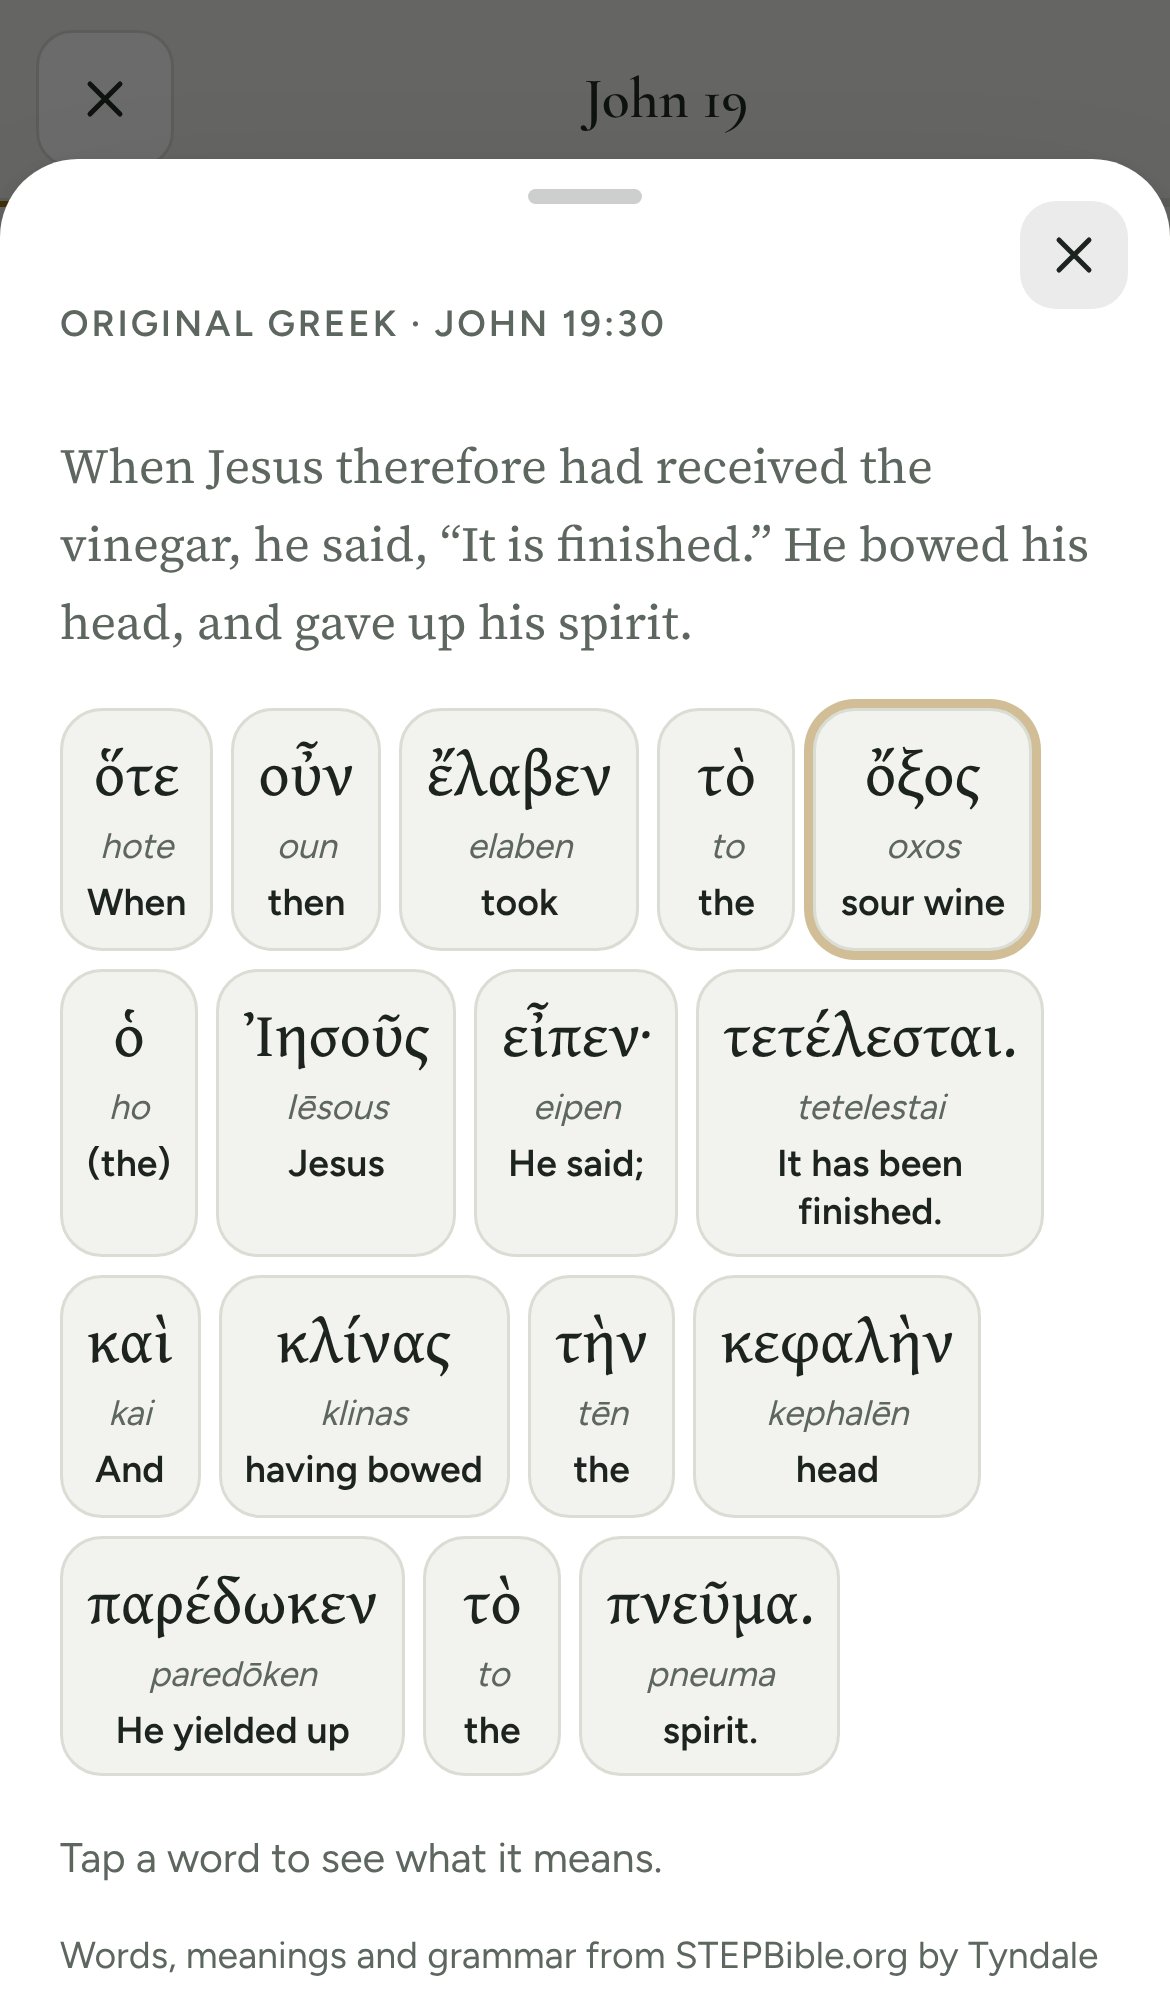 John 19
ORIGINAL GREEK · JOHN 19:30
When Jesus therefore had received the
vinegar, he said, “It is finished.” He bowed his
head, and gave up his spirit.
ὅτε οὖν ἔλαβεν τὸ ὄξος
hote oun elaben to oxos
When then took the sour wine
ὁ Ἰησοῦς εἶπεν· τετέλεσται.
ho Iēsous eipen tetelestai
(the) Jesus He said; It has been
finished.
καὶ κλίνας τὴν κεφαλὴν
kai klinas tēn kephalēn
And having bowed the head
παρέδωκεν τὸ πνεῦμα.
paredōken to pneuma
He yielded up the spirit.
Tap a word to see what it means.
Words, meanings and grammar from STEPBible.org by Tyndale